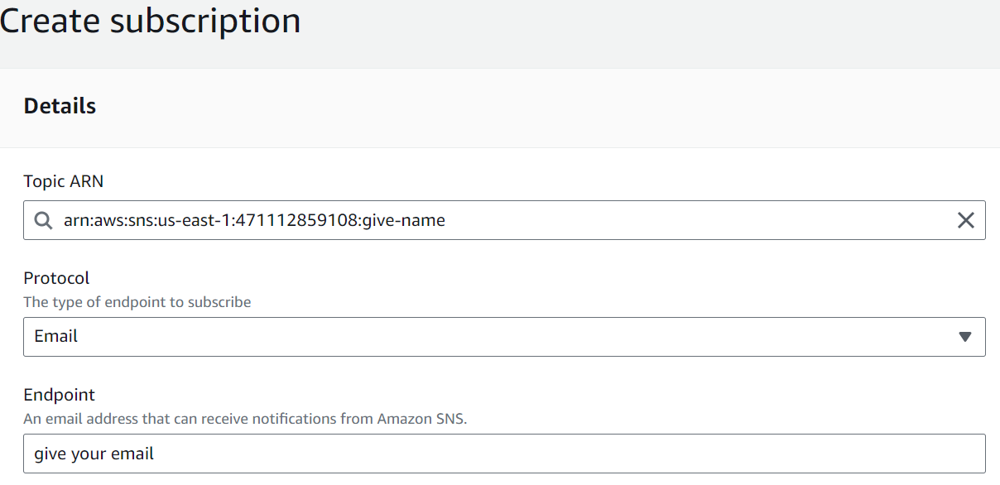 Create subscription
Details
Topic ARN
arn:aws:sns:us-east-1:471112859108:give-name
Protocol
The type of endpoint to subscribe
Email
Endpoint
An email address that can receive notifications from Amazon SNS.
give your email